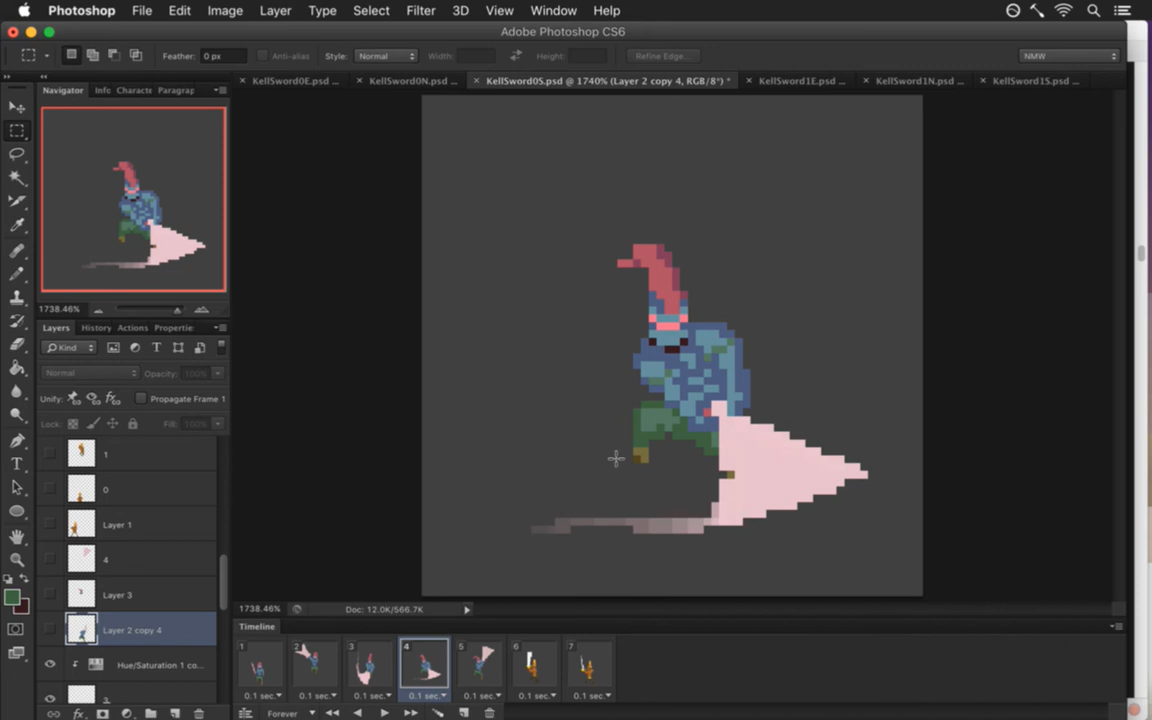 Photoshop File Edit Image Layer Type Select Filter 3D View Window Help
Adobe Photoshop CS6
Feather: 0 px Anti-alias Style: Normal Width: Height: Refine Edge... NMW
KellSword0E.psd ... KellSword0N.psd ... KellSword0S.psd @ 1740% (Layer 2 copy 4, RGB/8*) * KellSword1E.psd ... KellSword1N.psd ... KellSword1S.psd ...
Navigator Info Characte Paragrap
1738.46%
Layers History Actions Propertie
Kind
Normal Opacity: 100%
Unify: Propagate Frame 1
Lock: Fill: 100%
1
0
Layer 1
4
Layer 3
Layer 2 copy 4
Hue/Saturation 1 co...
1738.46% Doc: 12.0K/566.7K
Timeline
1 2 3 4 5 6 7
0.1 sec. 0.1 sec. 0.1 sec. 0.1 sec. 0.1 sec. 0.1 sec. 0.1 sec.
Forever